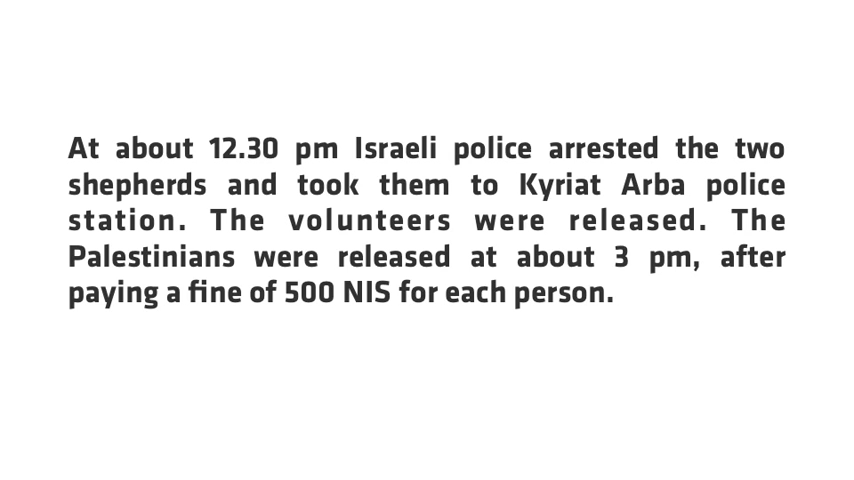 At about 12.30 pm Israeli police arrested the two
shepherds and took them to Kyriat Arba police
station. The volunteers were released. The
Palestinians were released at about 3 pm, after
paying a fine of 500 NIS for each person.